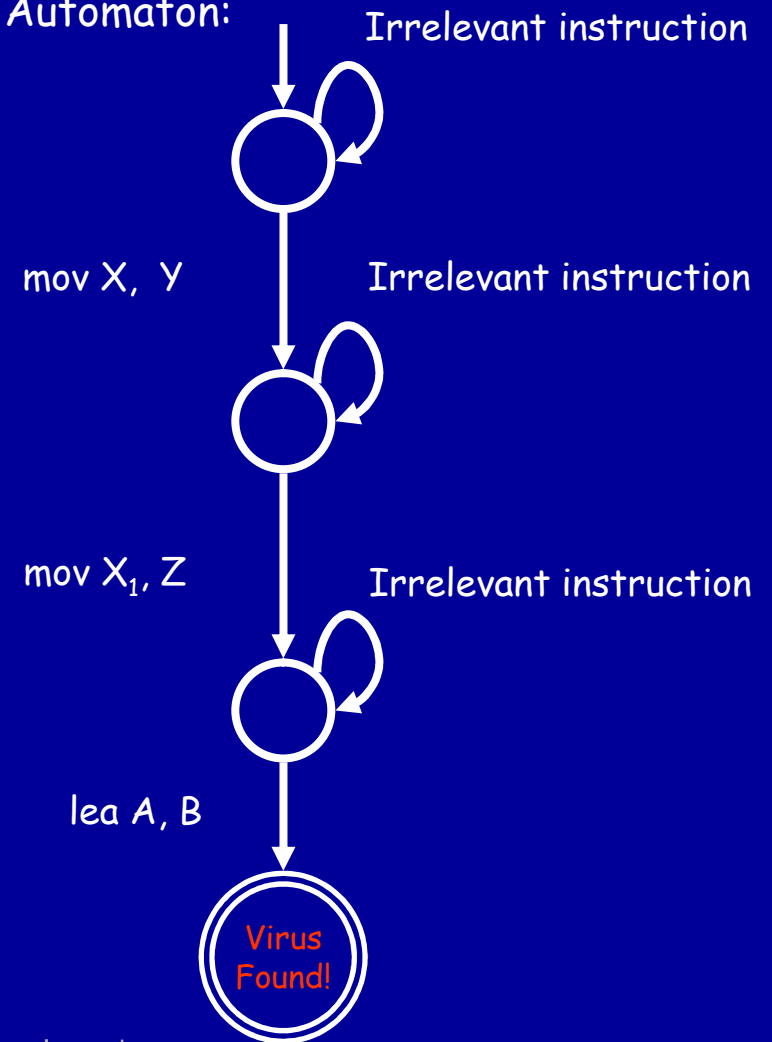 Automaton:
Irrelevant instruction
mov X, Y
Irrelevant instruction
mov X₁, Z
Irrelevant instruction
lea A, B
Virus
Found!